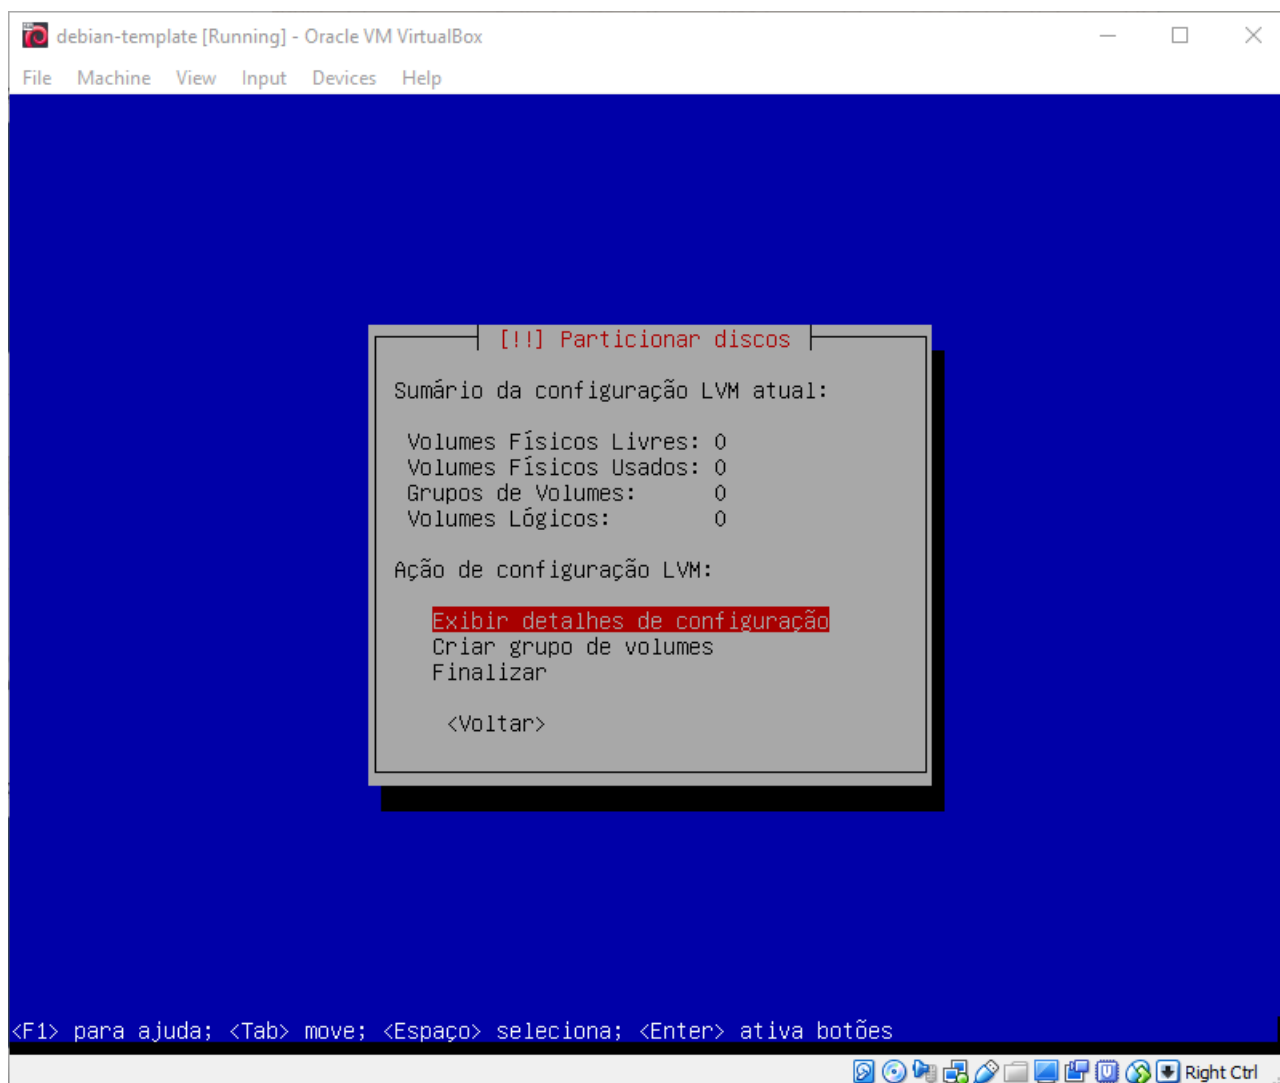 debian-template [Running] - Oracle VM VirtualBox
File Machine View Input Devices Help
[!!] Particionar discos
Sumário da configuração LVM atual:
Volumes Físicos Livres: 0
Volumes Físicos Usados: 0
Grupos de Volumes: 0
Volumes Lógicos: 0
Ação de configuração LVM:
Exibir detalhes de configuração
Criar grupo de volumes
Finalizar
<Voltar>
<F1> para ajuda; <Tab> move; <Espaço> seleciona; <Enter> ativa botões
Right Ctrl